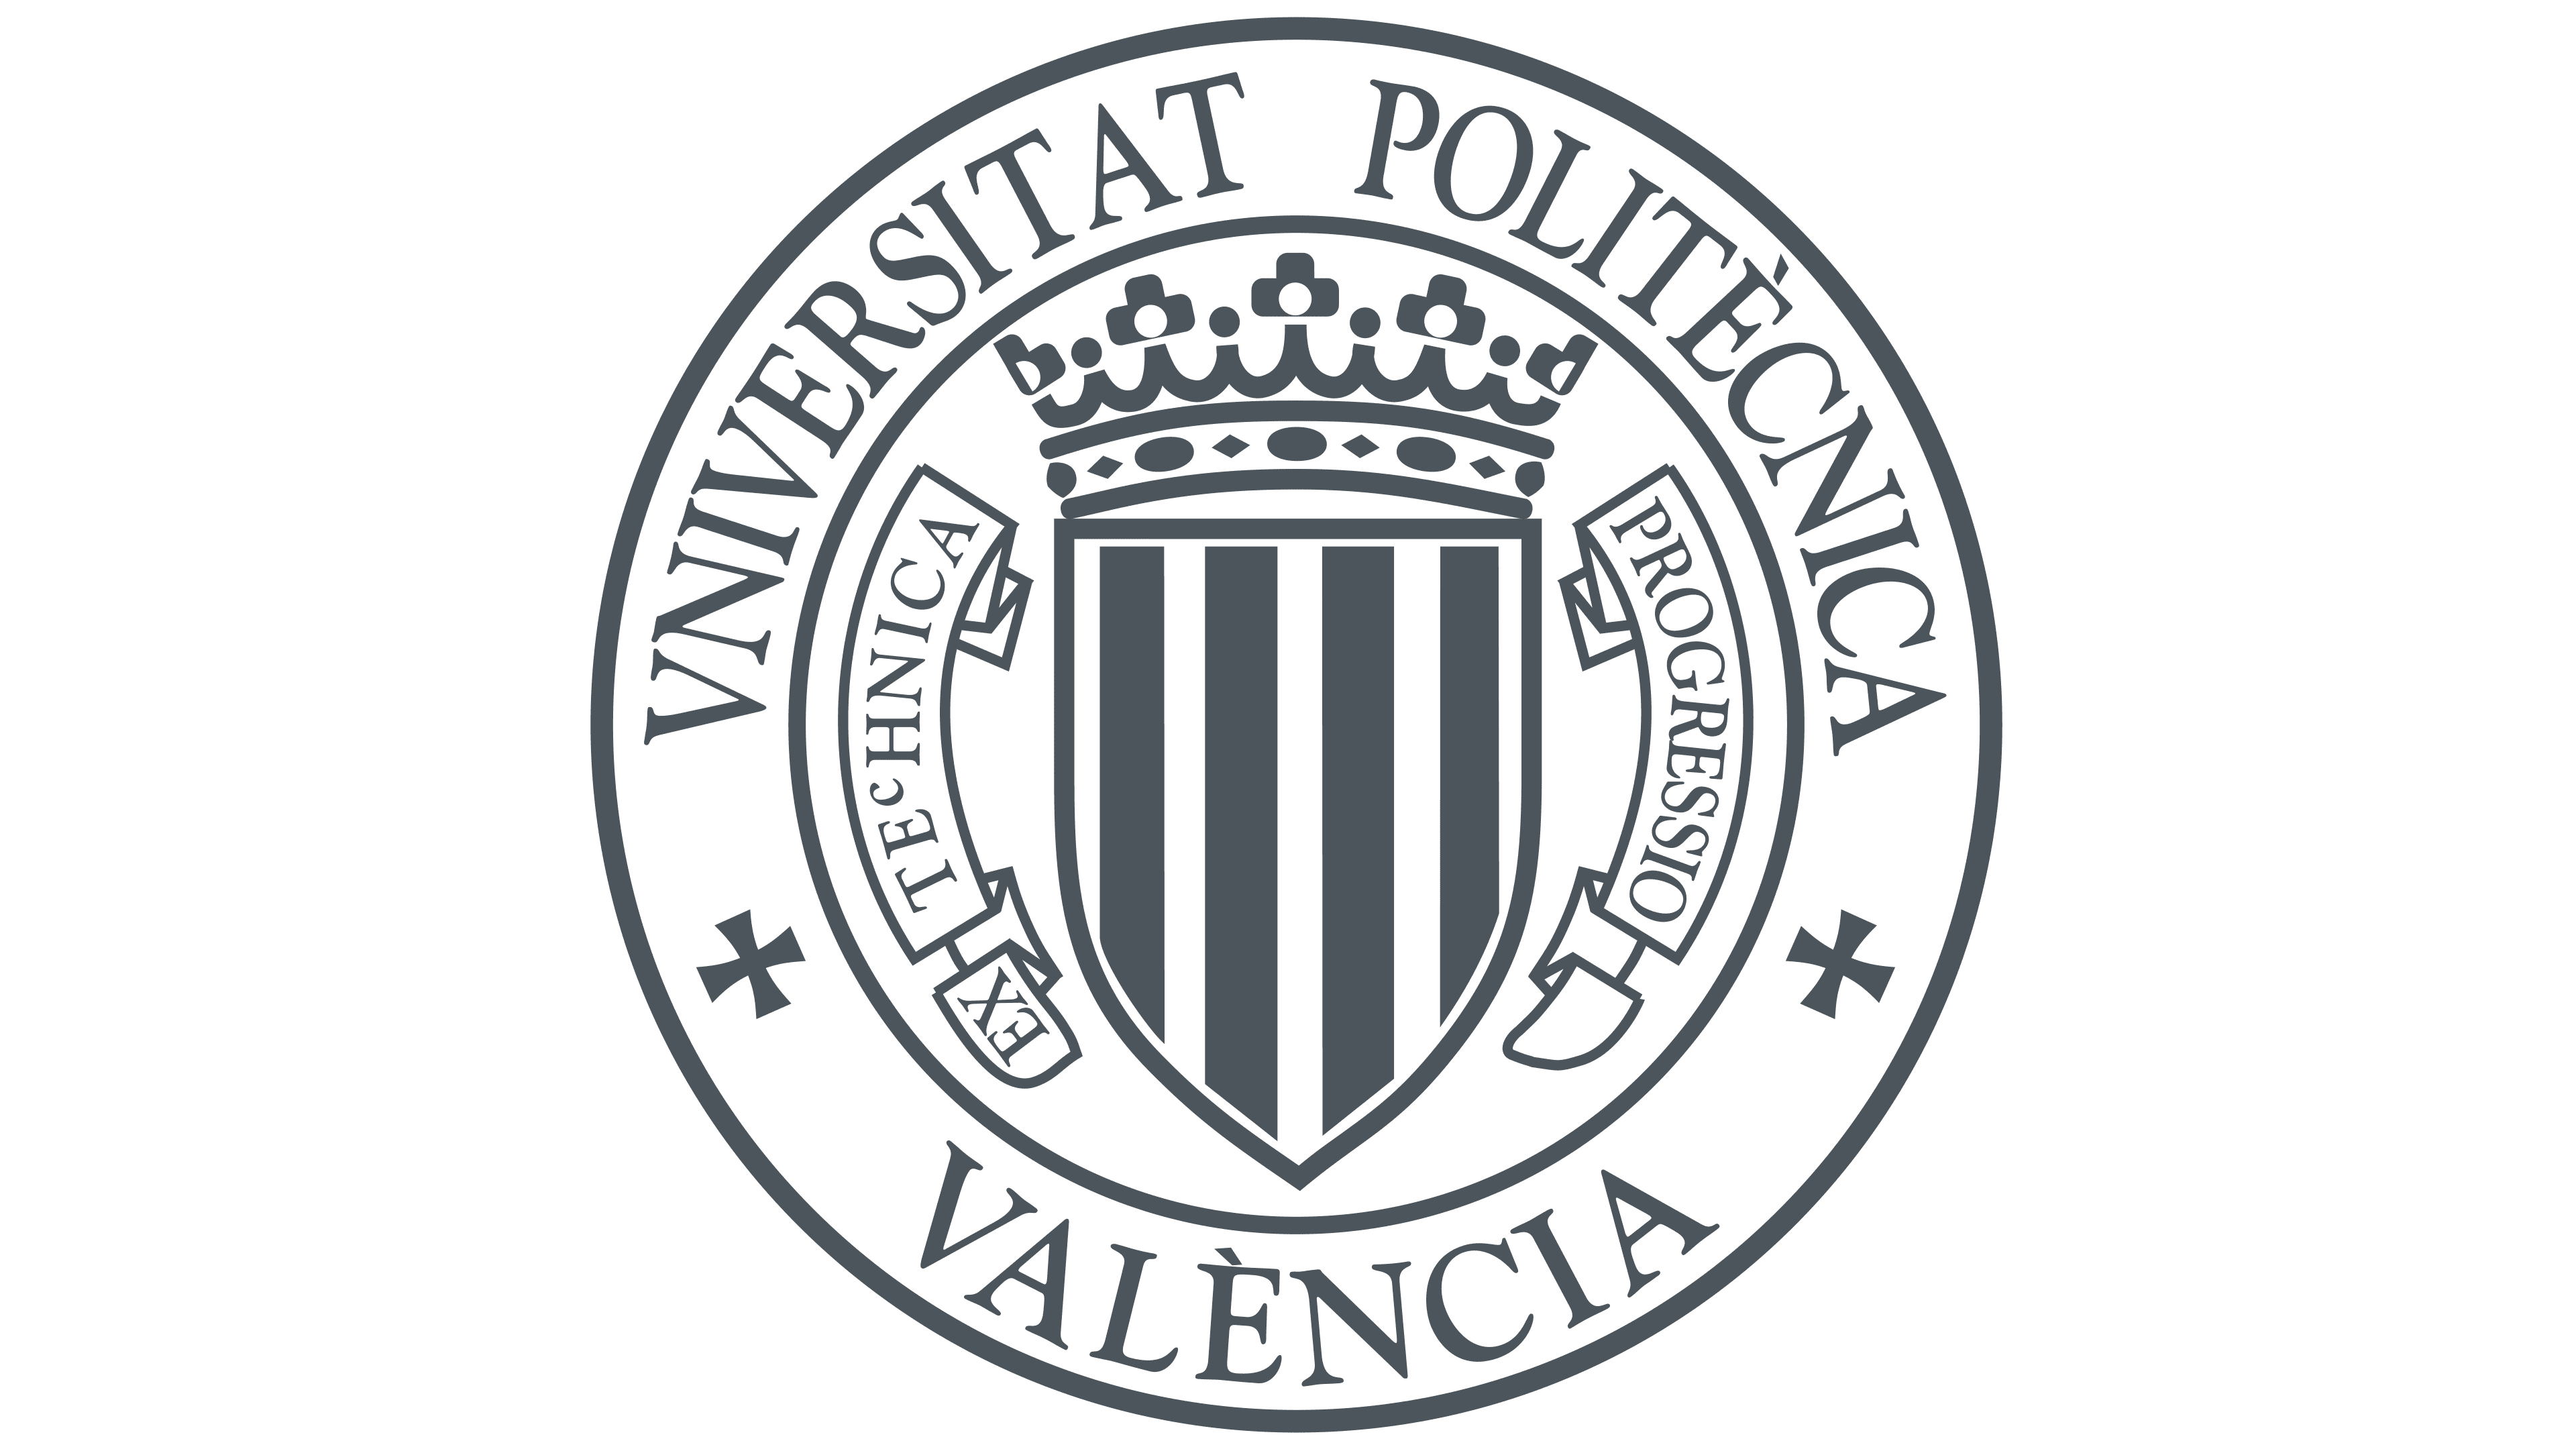 VNIVERSITAT POLITÈCNICA
VALÈNCIA
EX
TECHNICA
PROGRESSIO